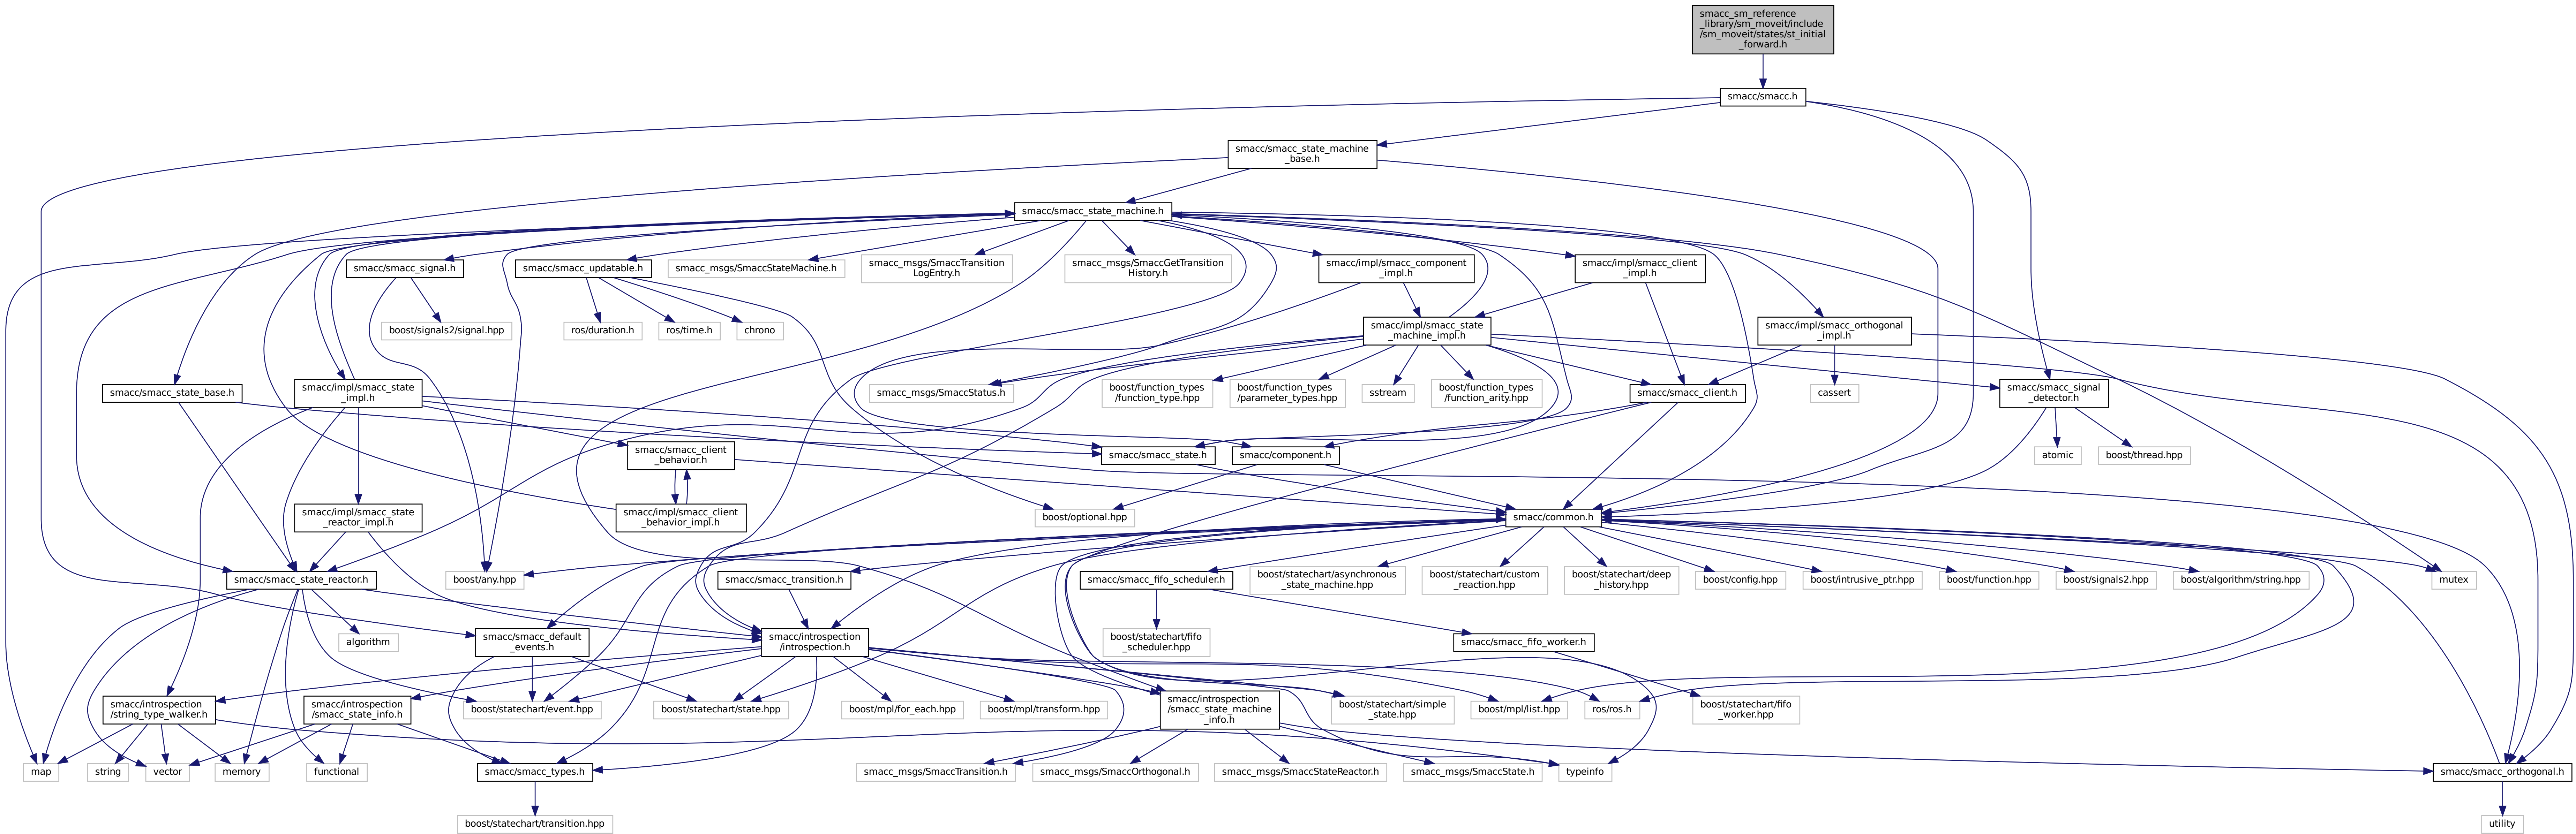 smacc_sm_reference
_library/sm_moveit/include
/sm_moveit/states/st_initial
_forward.h
smacc/smacc.h
smacc/smacc_state_machine
_base.h
smacc/smacc_state_machine.h
smacc/smacc_signal.h
smacc/smacc_updatable.h
smacc_msgs/SmaccStateMachine.h
smacc_msgs/SmaccTransition
LogEntry.h
smacc_msgs/SmaccGetTransition
History.h
smacc/impl/smacc_component
_impl.h
smacc/impl/smacc_client
_impl.h
boost/signals2/signal.hpp
ros/duration.h
ros/time.h
chrono
smacc/impl/smacc_state
_machine_impl.h
smacc/impl/smacc_orthogonal
_impl.h
smacc/smacc_state_base.h
smacc/impl/smacc_state
_impl.h
smacc_msgs/SmaccStatus.h
boost/function_types
/function_type.hpp
boost/function_types
/parameter_types.hpp
sstream
boost/function_types
/function_arity.hpp
smacc/smacc_client.h
cassert
smacc/smacc_signal
_detector.h
smacc/smacc_client
_behavior.h
smacc/smacc_state.h
smacc/component.h
atomic
boost/thread.hpp
smacc/impl/smacc_state
_reactor_impl.h
smacc/impl/smacc_client
_behavior_impl.h
boost/optional.hpp
smacc/common.h
smacc/smacc_state_reactor.h
boost/any.hpp
smacc/smacc_transition.h
smacc/smacc_fifo_scheduler.h
boost/statechart/asynchronous
_state_machine.hpp
boost/statechart/custom
_reaction.hpp
boost/statechart/deep
_history.hpp
boost/config.hpp
boost/intrusive_ptr.hpp
boost/function.hpp
boost/signals2.hpp
boost/algorithm/string.hpp
mutex
algorithm
smacc/smacc_default
_events.h
smacc/introspection
/introspection.h
boost/statechart/fifo
_scheduler.hpp
smacc/smacc_fifo_worker.h
smacc/introspection
/string_type_walker.h
smacc/introspection
/smacc_state_info.h
boost/statechart/event.hpp
boost/statechart/state.hpp
boost/mpl/for_each.hpp
boost/mpl/transform.hpp
smacc/introspection
/smacc_state_machine
_info.h
boost/statechart/simple
_state.hpp
boost/mpl/list.hpp
ros/ros.h
boost/statechart/fifo
_worker.hpp
map
string
vector
memory
functional
smacc/smacc_types.h
smacc_msgs/SmaccTransition.h
smacc_msgs/SmaccOrthogonal.h
smacc_msgs/SmaccStateReactor.h
smacc_msgs/SmaccState.h
typeinfo
smacc/smacc_orthogonal.h
boost/statechart/transition.hpp
utility